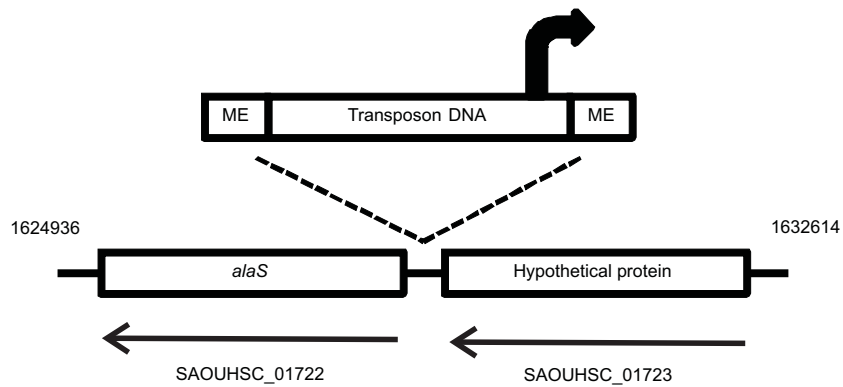 ME
Transposon DNA
ME
1624936
1632614
alaS
Hypothetical protein
SAOUHSC_01722
SAOUHSC_01723